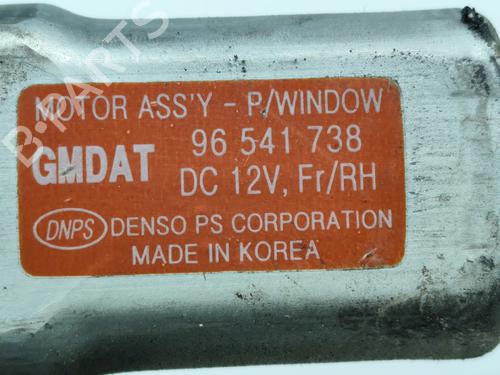 MOTOR ASS'Y - P/WINDOW
GMDAT 96 541 738
DC 12V, Fr/RH
DNPS DENSO PS CORPORATION
MADE IN KOREA
B-PARTS